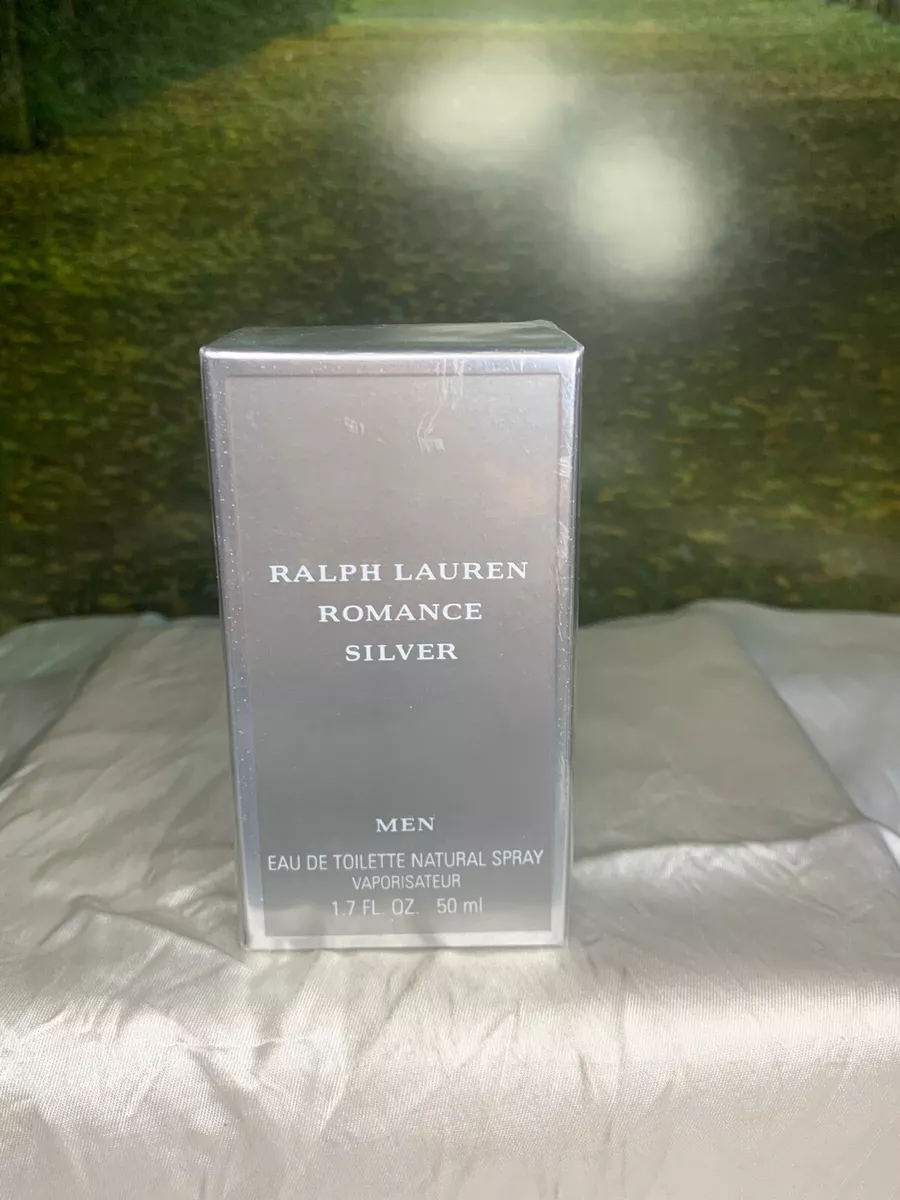 RALPH LAUREN
ROMANCE
SILVER
MEN
EAU DE TOILETTE NATURAL SPRAY
VAPORISATEUR
1.7 FL. OZ. 50 ml